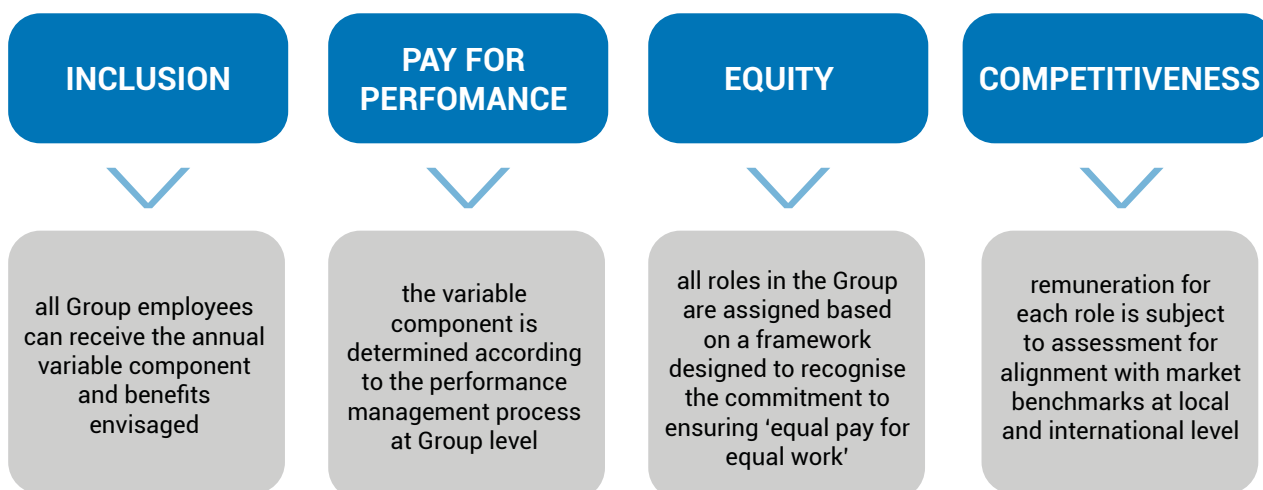 INCLUSION
all Group employees
can receive the annual
variable component
and benefits
envisaged
PAY FOR
PERFOMANCE
the variable
component is
determined according
to the performance
management process
at Group level
EQUITY
all roles in the Group
are assigned based
on a framework
designed to recognise
the commitment to
ensuring ‘equal pay for
equal work’
COMPETITIVENESS
remuneration for
each role is subject
to assessment for
alignment with market
benchmarks at local
and international level